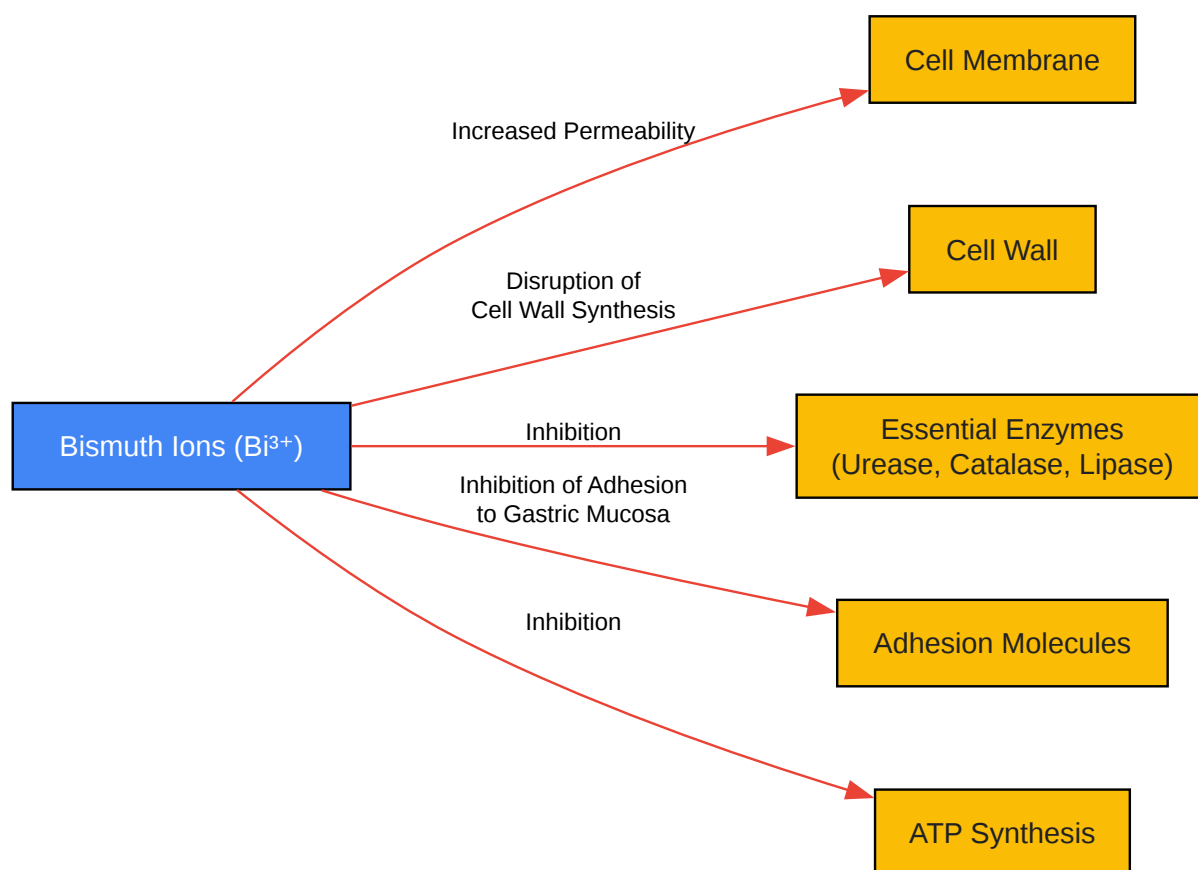 Cell Membrane
Increased Permeability
Cell Wall
Disruption of
Cell Wall Synthesis
Bismuth Ions (Bi³⁺)
Inhibition
Essential Enzymes
(Urease, Catalase, Lipase)
Inhibition of Adhesion
to Gastric Mucosa
Adhesion Molecules
Inhibition
ATP Synthesis